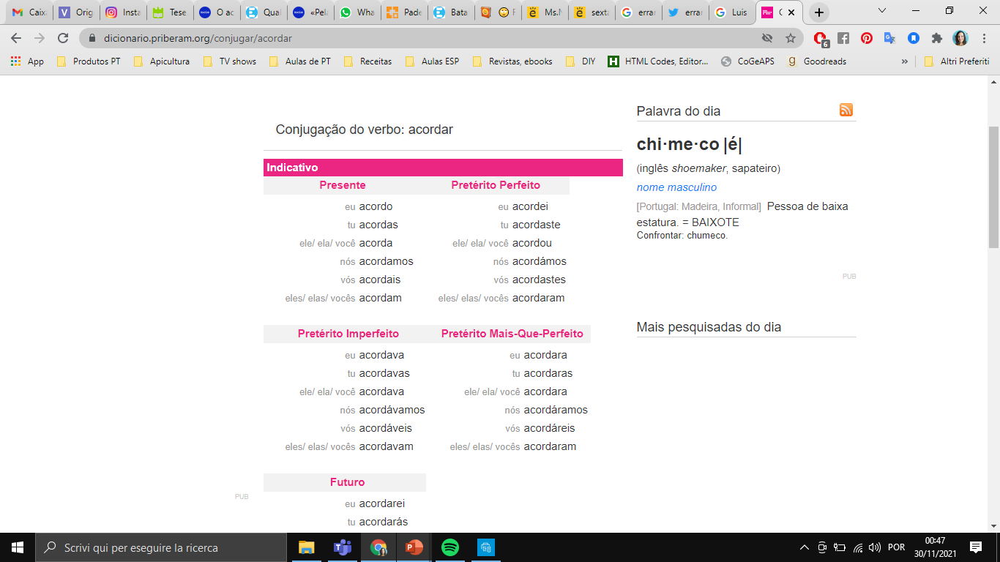 Caix
Orig
Insta
Tese
O ac
Qual
«Pel
Wha
Pade
Bata
Ms.N
sexta
errar
errar
Luis
dicionario.priberam.org/conjugar/acordar
6
App
Produtos PT
Apicultura
TV shows
Aulas de PT
Receitas
Aulas ESP
Revistas, ebooks
DIY
HTML Codes, Editor...
CoGeAPS
Goodreads
»
Altri Preferiti
Conjugação do verbo: acordar
Indicativo
Presente
eu acordo
tu acordas
ele/ ela/ você acorda
nós acordamos
vós acordais
eles/ elas/ vocês acordam
Pretérito Perfeito
eu acordei
tu acordaste
ele/ ela/ você acordou
nós acordámos
vós acordastes
eles/ elas/ vocês acordaram
Pretérito Imperfeito
eu acordava
tu acordavas
ele/ ela/ você acordava
nós acordávamos
vós acordáveis
eles/ elas/ vocês acordavam
Pretérito Mais-Que-Perfeito
eu acordara
tu acordaras
ele/ ela/ você acordara
nós acordáramos
vós acordáreis
eles/ elas/ vocês acordaram
Futuro
eu acordarei
tu acordarás
PUB
Palavra do dia
chi·me·co |é|
(inglês shoemaker, sapateiro)
nome masculino
[Portugal: Madeira, Informal] Pessoa de baixa
estatura. = BAIXOTE
Confrontar: chumeco.
PUB
Mais pesquisadas do dia
Scrivi qui per eseguire la ricerca
POR
00:47
30/11/2021